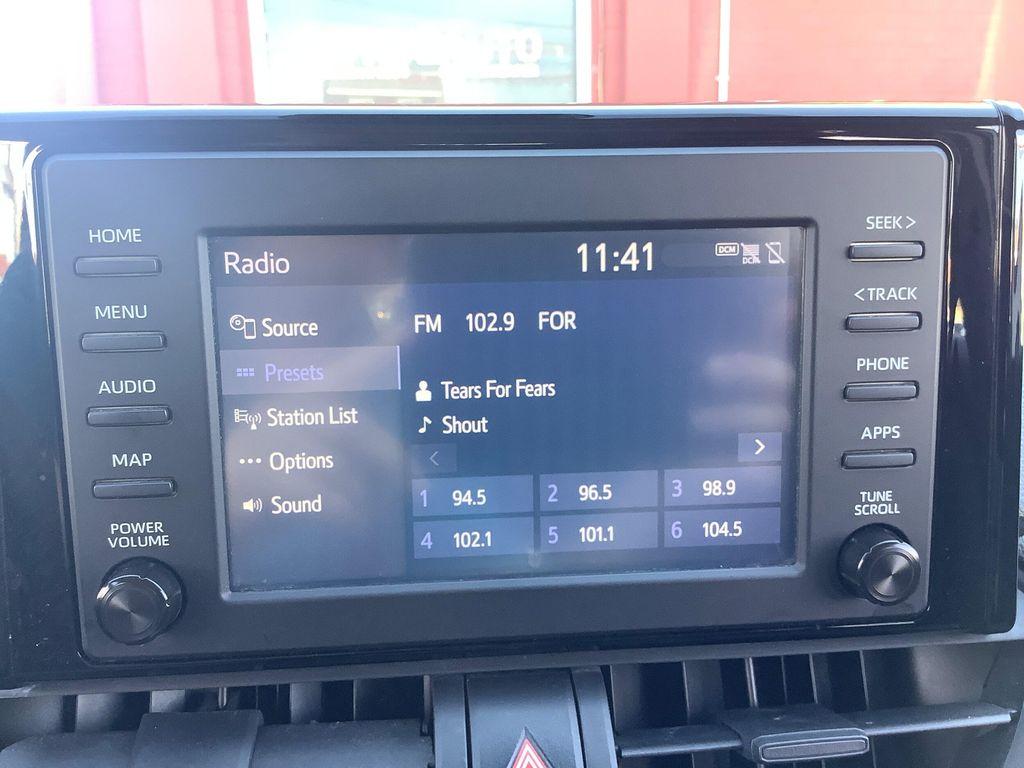 HOME
MENU
AUDIO
MAP
POWER
VOLUME
Radio
11:41
DCM
DCM
Source
Presets
Station List
Options
Sound
FM 102.9 FOR
Tears For Fears
Shout
<
>
1 94.5
2 96.5
3 98.9
4 102.1
5 101.1
6 104.5
SEEK >
< TRACK
PHONE
APPS
TUNE
SCROLL